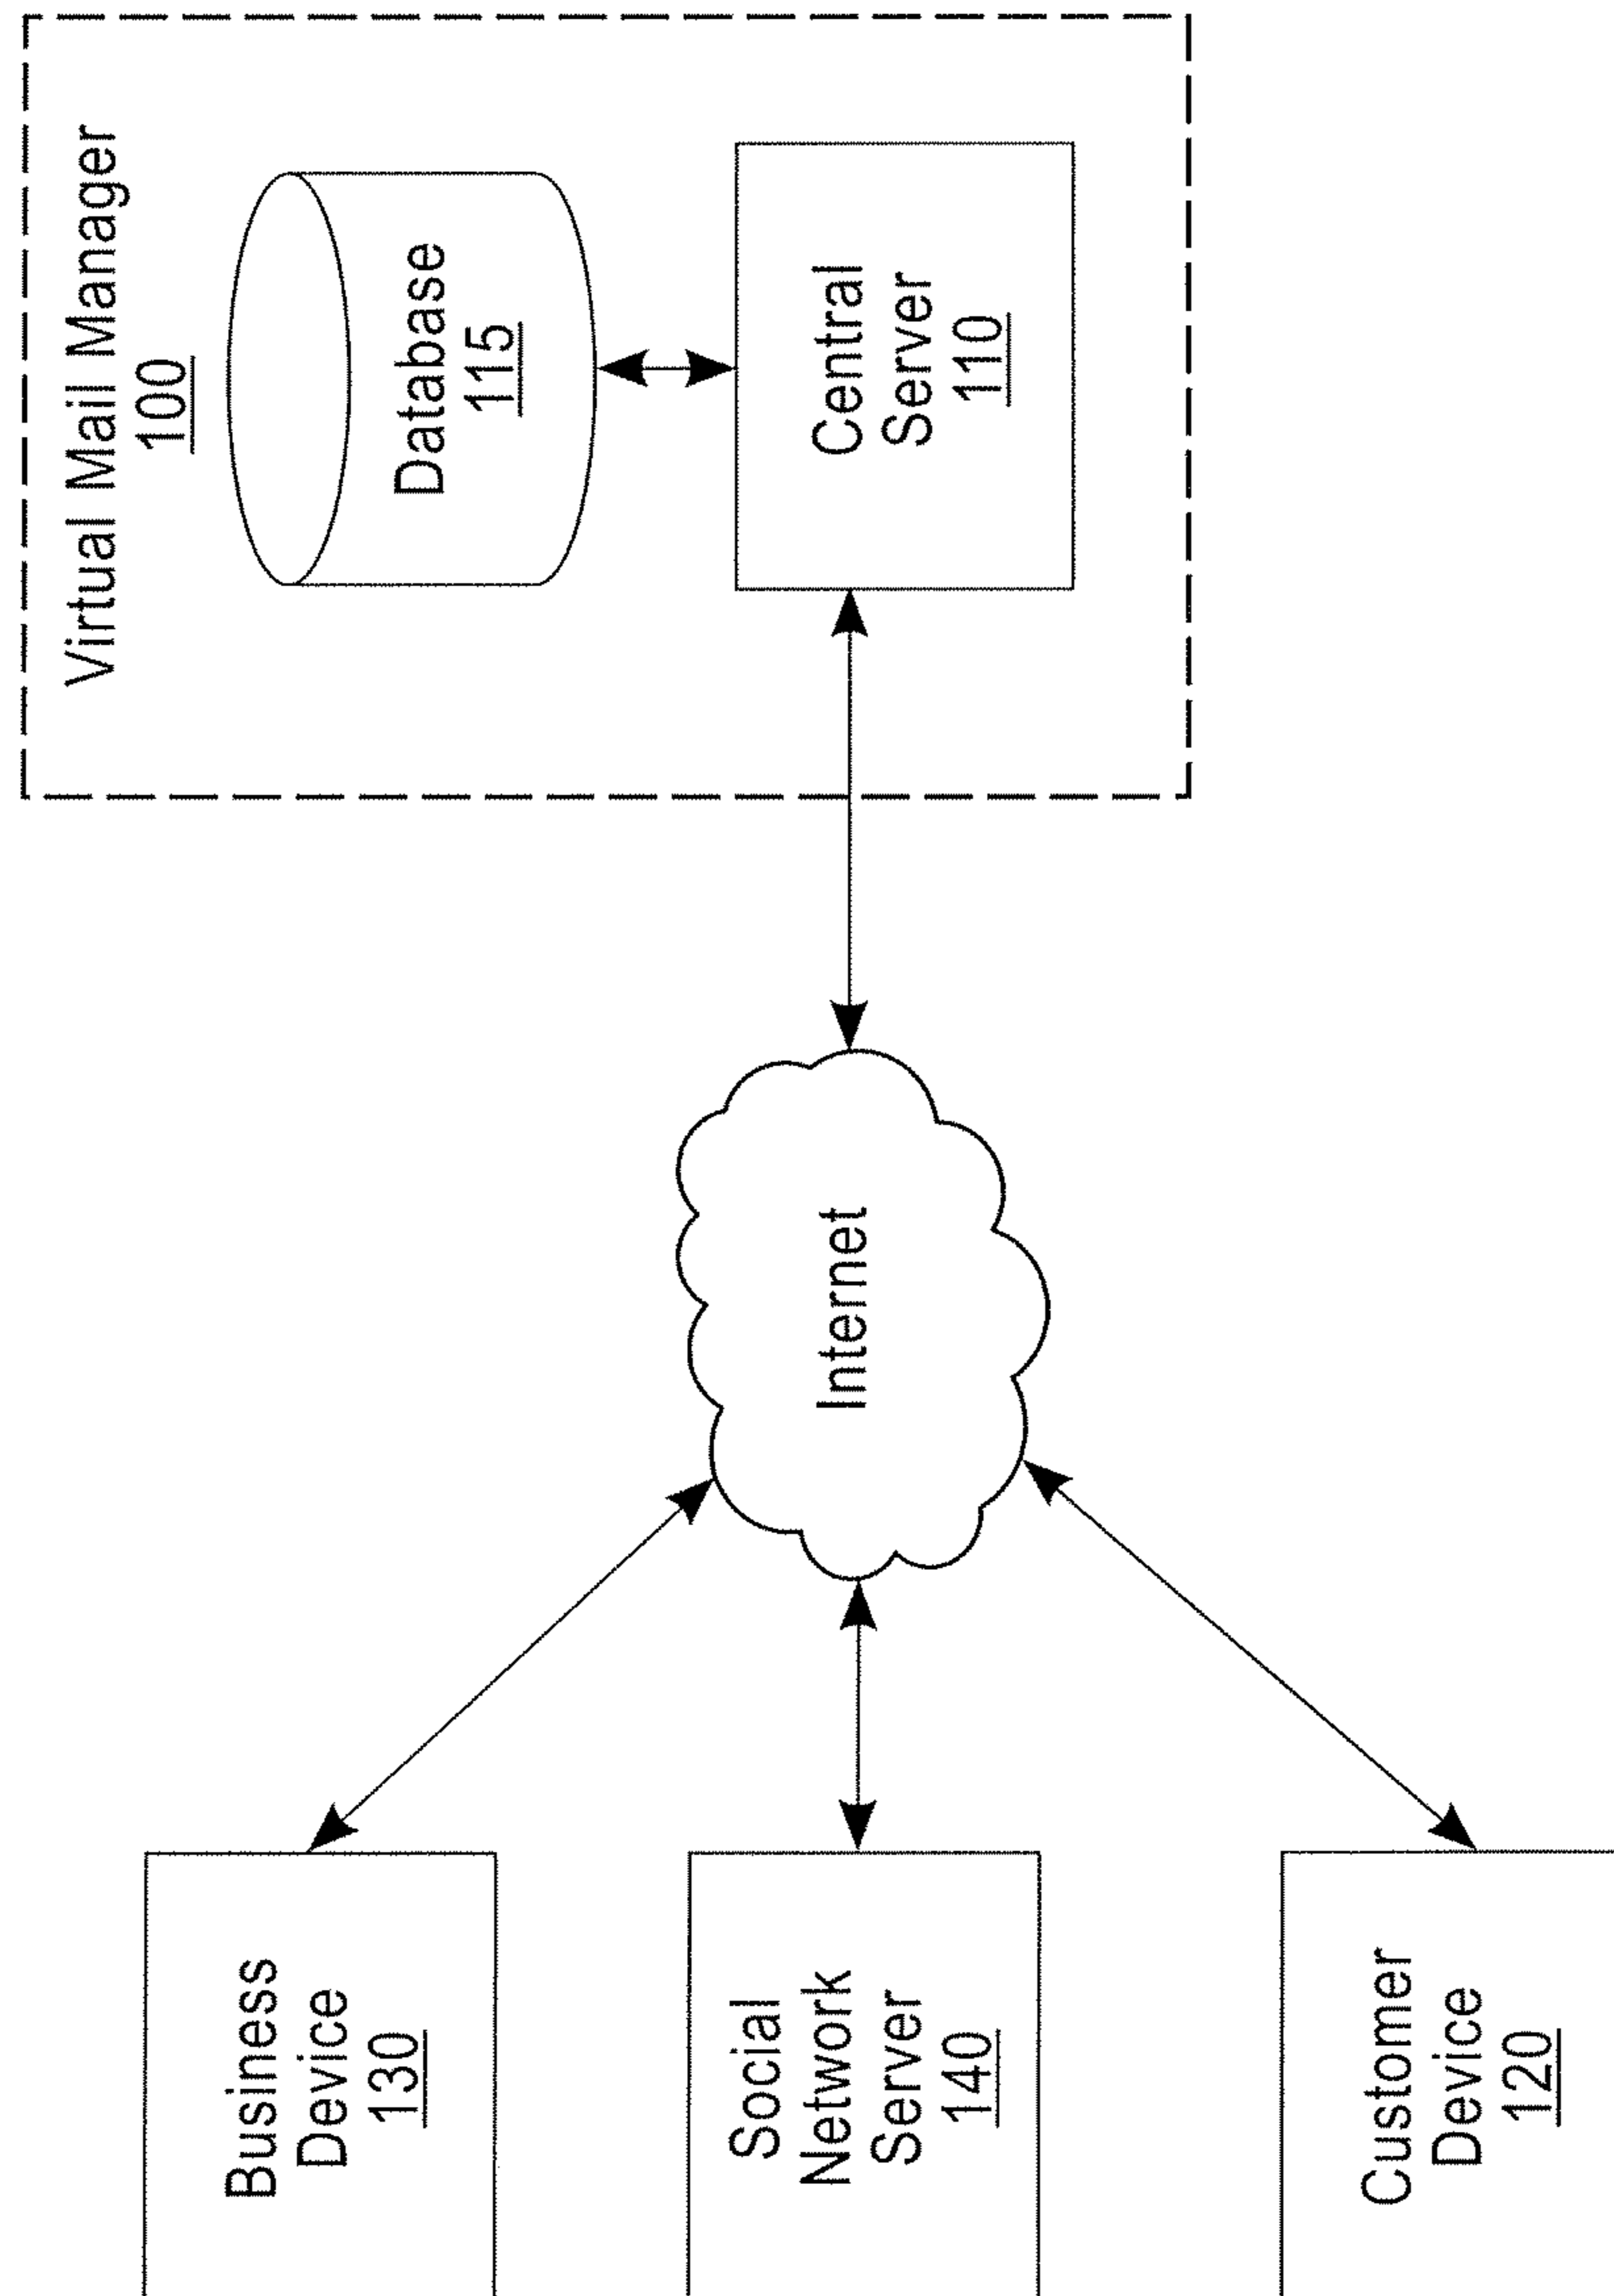 Virtual Mail Manager
100
Database
115
Central
Server
110
Internet
Business
Device
130
Social
Network
Server
140
Customer
Device
120